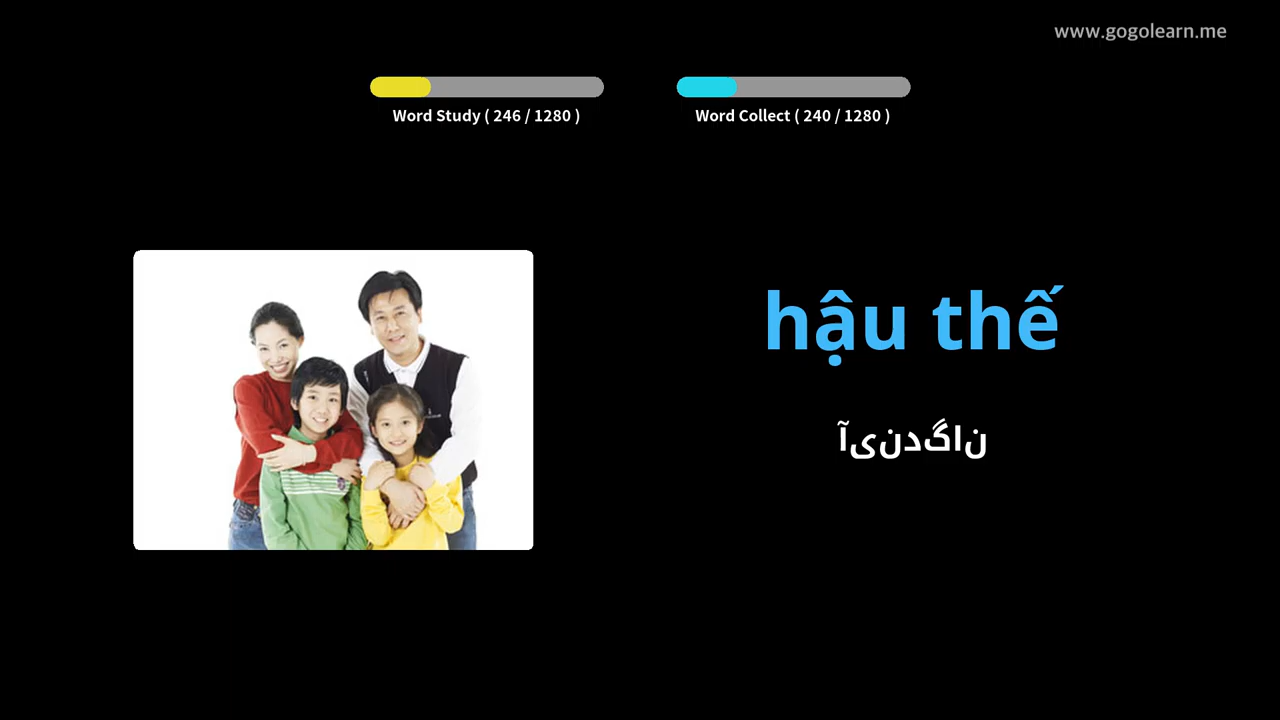 www.gogolearn.me
Word Study ( 246 / 1280 )
Word Collect ( 240 / 1280 )
hậu thế
آیندگان